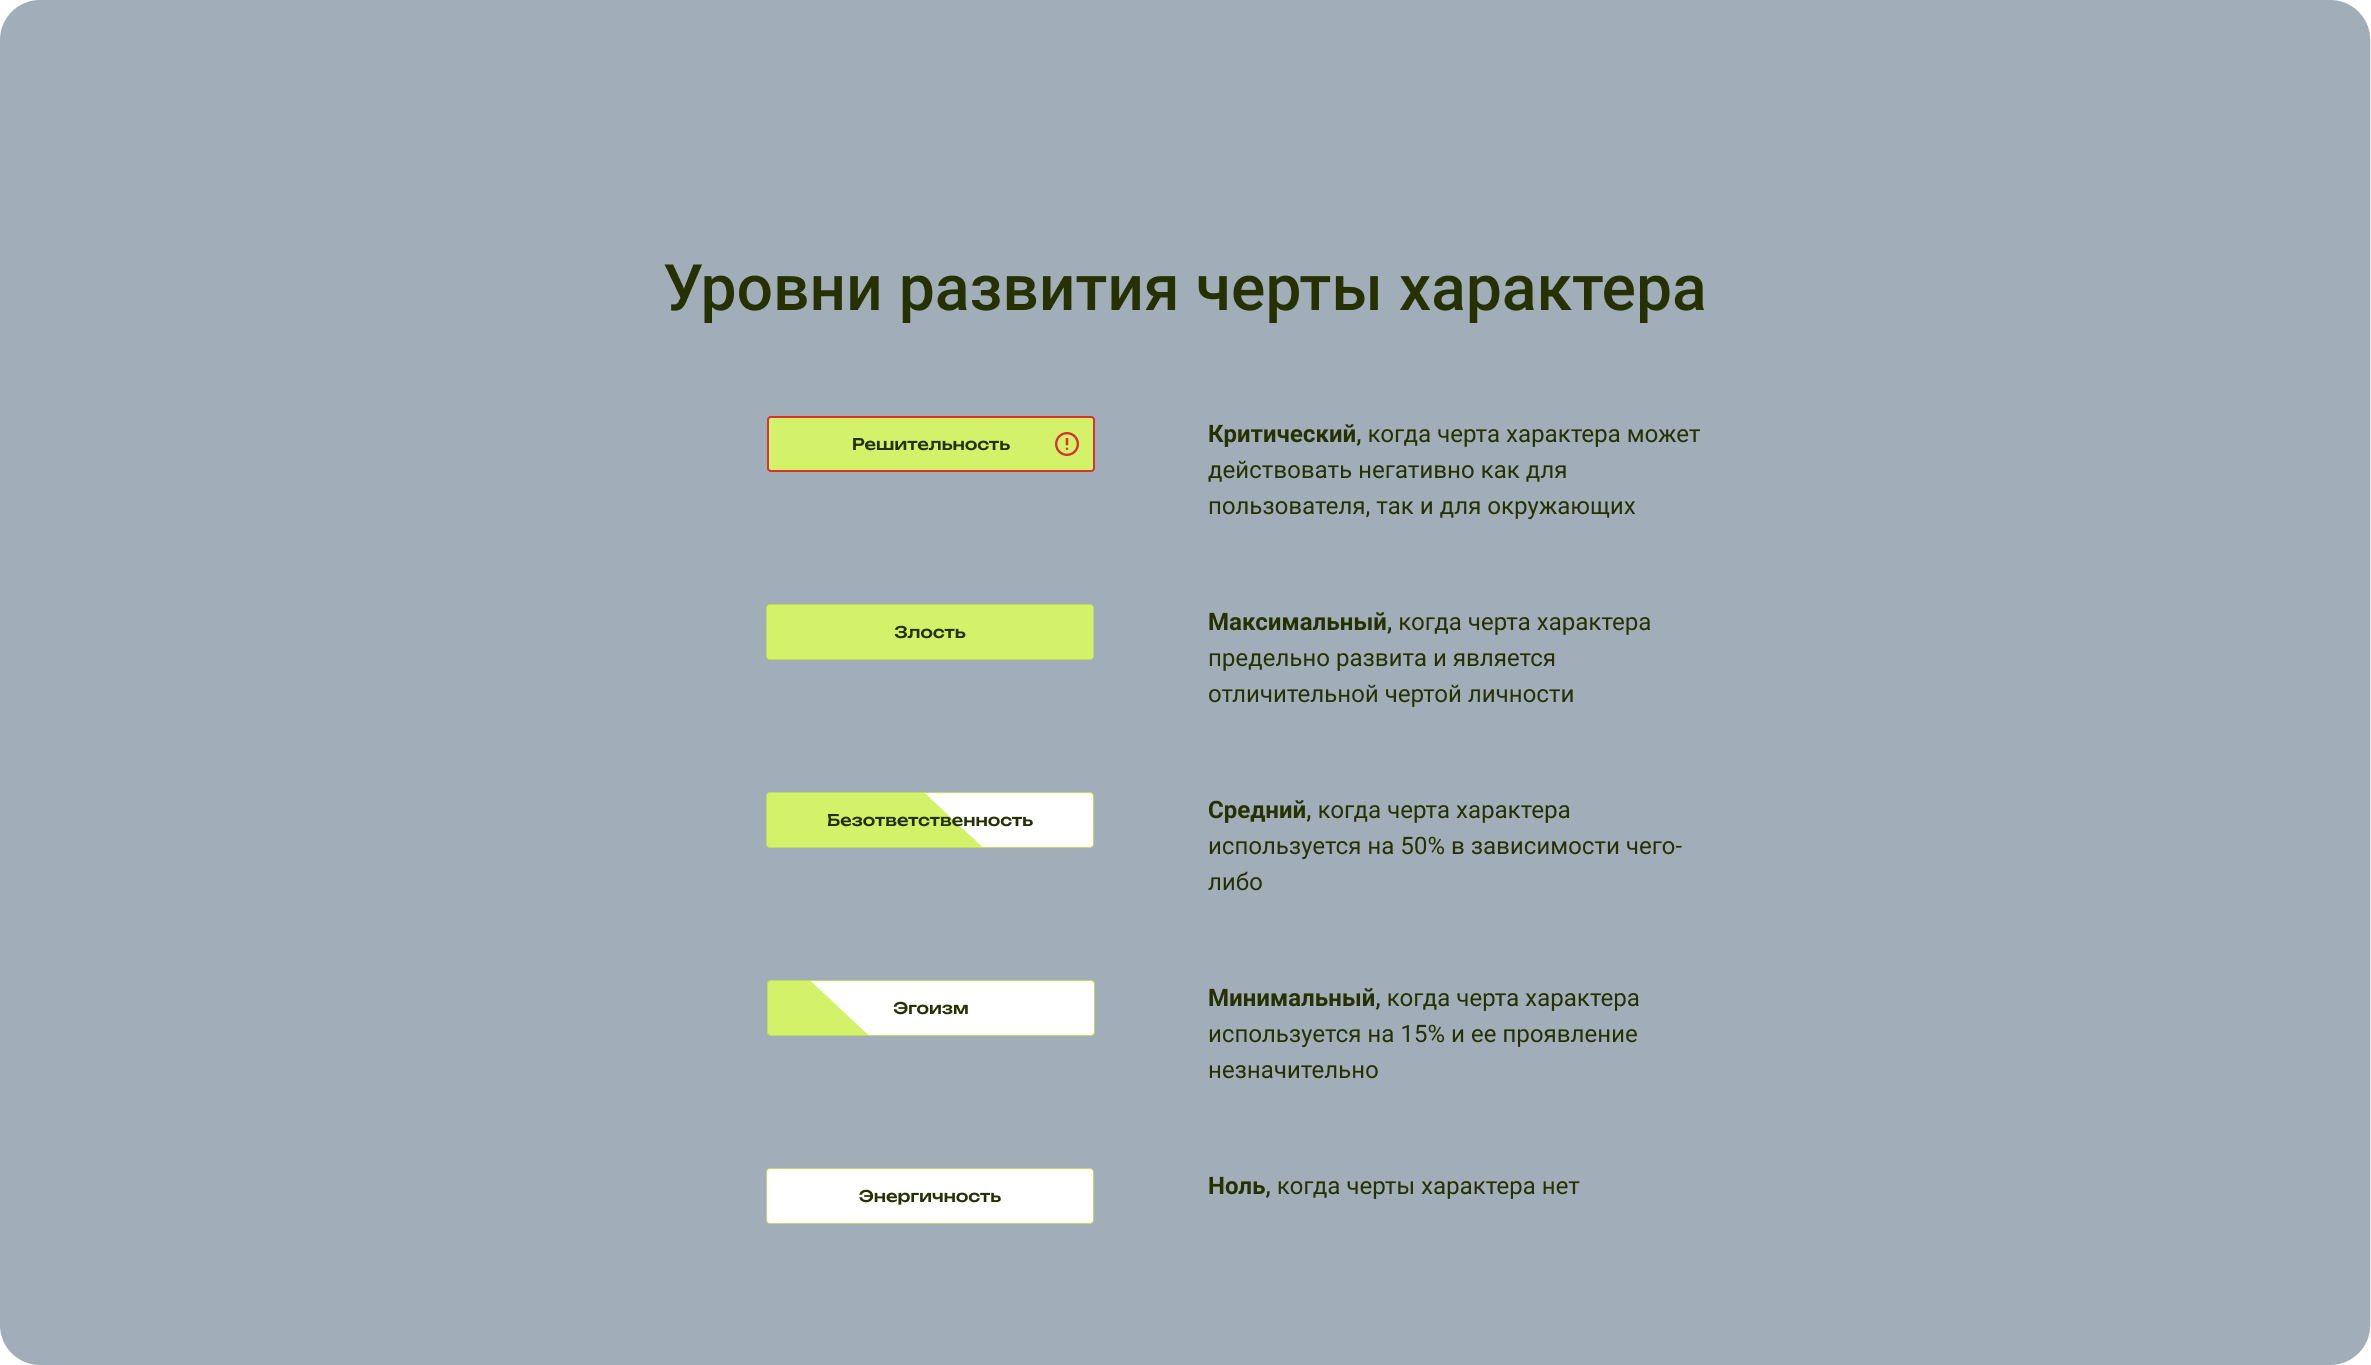 Уровни развития черты характера
Решительность
Критический, когда черта характера может
действовать негативно как для
пользователя, так и для окружающих
Злость
Максимальный, когда черта характера
предельно развита и является
отличительной чертой личности
Безответственность
Средний, когда черта характера
используется на 50% в зависимости чего-
либо
Эгоизм
Минимальный, когда черта характера
используется на 15% и ее проявление
незначительно
Энергичность
Ноль, когда черты характера нет